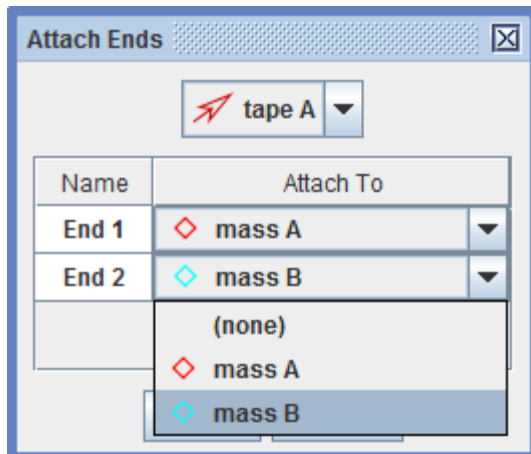 Attach Ends
tape A
Name Attach To
End 1 mass A
End 2 mass B
(none)
mass A
mass B